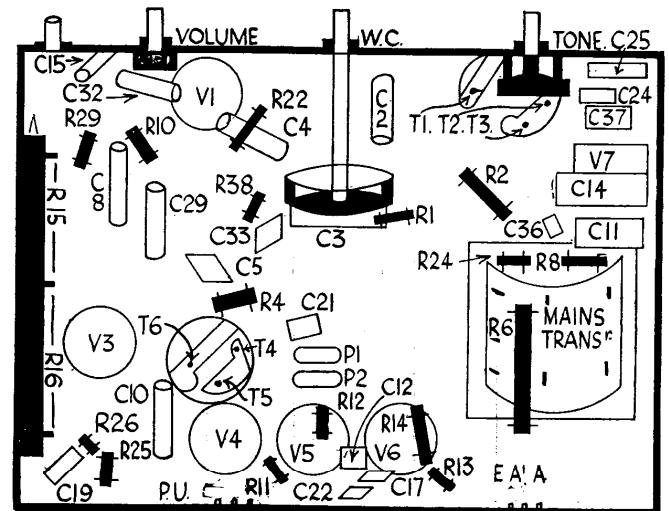 VOLUME
W.C.
TONE. C25
C15
C32
V1
R22
C4
C2
T1. T2. T3.
C24
C37
R29
R10
C8
C29
R38
C33
C3
R1
R2
V7
C14
C36
C11
R15
C5
R24
R8
R4
C21
T6
T4
T5
V3
R16
P1
P2
R6
MAINS
TRANSF
C10
R12
C12
R14
R26
R25
V4
V5
V6
R13
C19
R11
C22
C17
P.U. E
E A' A